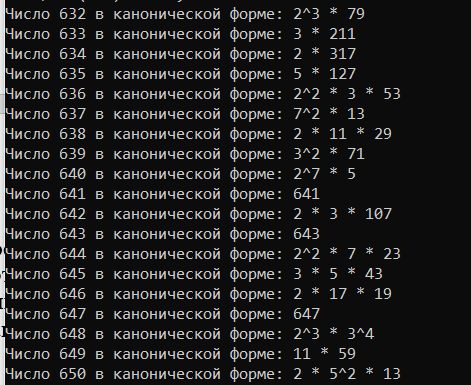 Число 632 в канонической форме: 2^3 * 79
Число 633 в канонической форме: 3 * 211
Число 634 в канонической форме: 2 * 317
Число 635 в канонической форме: 5 * 127
Число 636 в канонической форме: 2^2 * 3 * 53
Число 637 в канонической форме: 7^2 * 13
Число 638 в канонической форме: 2 * 11 * 29
Число 639 в канонической форме: 3^2 * 71
Число 640 в канонической форме: 2^7 * 5
Число 641 в канонической форме: 641
Число 642 в канонической форме: 2 * 3 * 107
Число 643 в канонической форме: 643
Число 644 в канонической форме: 2^2 * 7 * 23
Число 645 в канонической форме: 3 * 5 * 43
Число 646 в канонической форме: 2 * 17 * 19
Число 647 в канонической форме: 647
Число 648 в канонической форме: 2^3 * 3^4
Число 649 в канонической форме: 11 * 59
Число 650 в канонической форме: 2 * 5^2 * 13